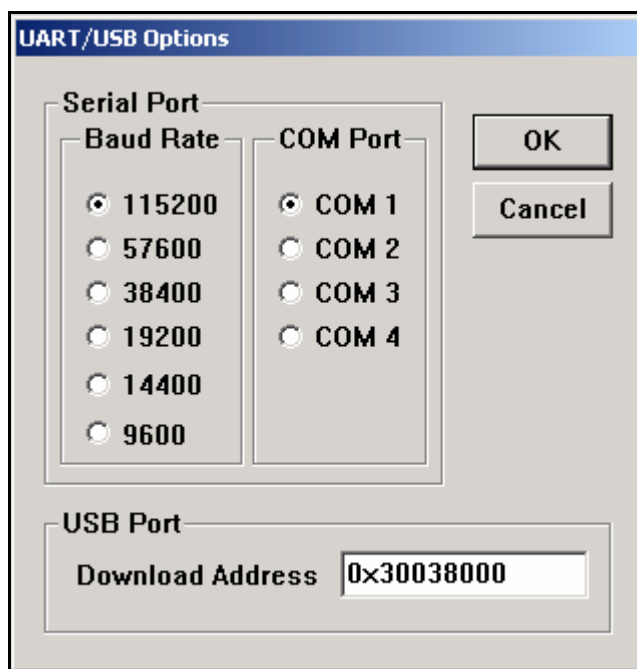 UART/USB Options
Serial Port
Baud Rate
115200
57600
38400
19200
14400
9600
COM Port
COM 1
COM 2
COM 3
COM 4
OK
Cancel
USB Port
Download Address 0x30038000